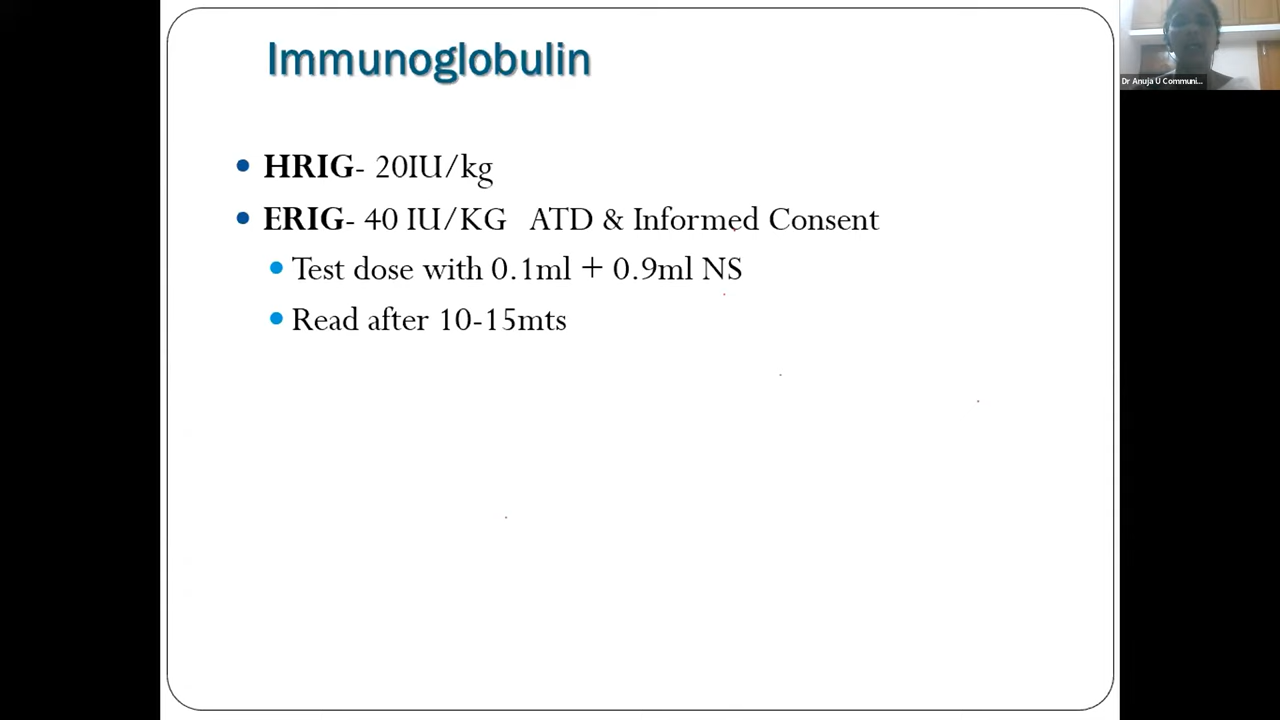 Immunoglobulin
Dr Anuja U Communi...
HRIG- 20IU/kg
ERIG- 40 IU/KG ATD & Informed Consent
Test dose with 0.1ml + 0.9ml NS
Read after 10-15mts